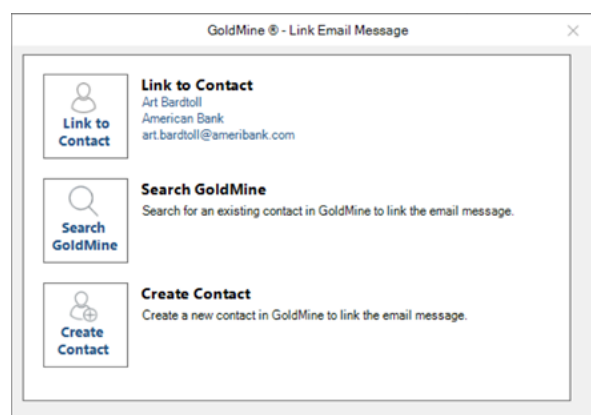 GoldMine ® - Link Email Message
Link to Contact
Link to Contact
Art Bardtoll
American Bank
art.bardtoll@ameribank.com
Search GoldMine
Search GoldMine
Search for an existing contact in GoldMine to link the email message.
Create Contact
Create Contact
Create a new contact in GoldMine to link the email message.